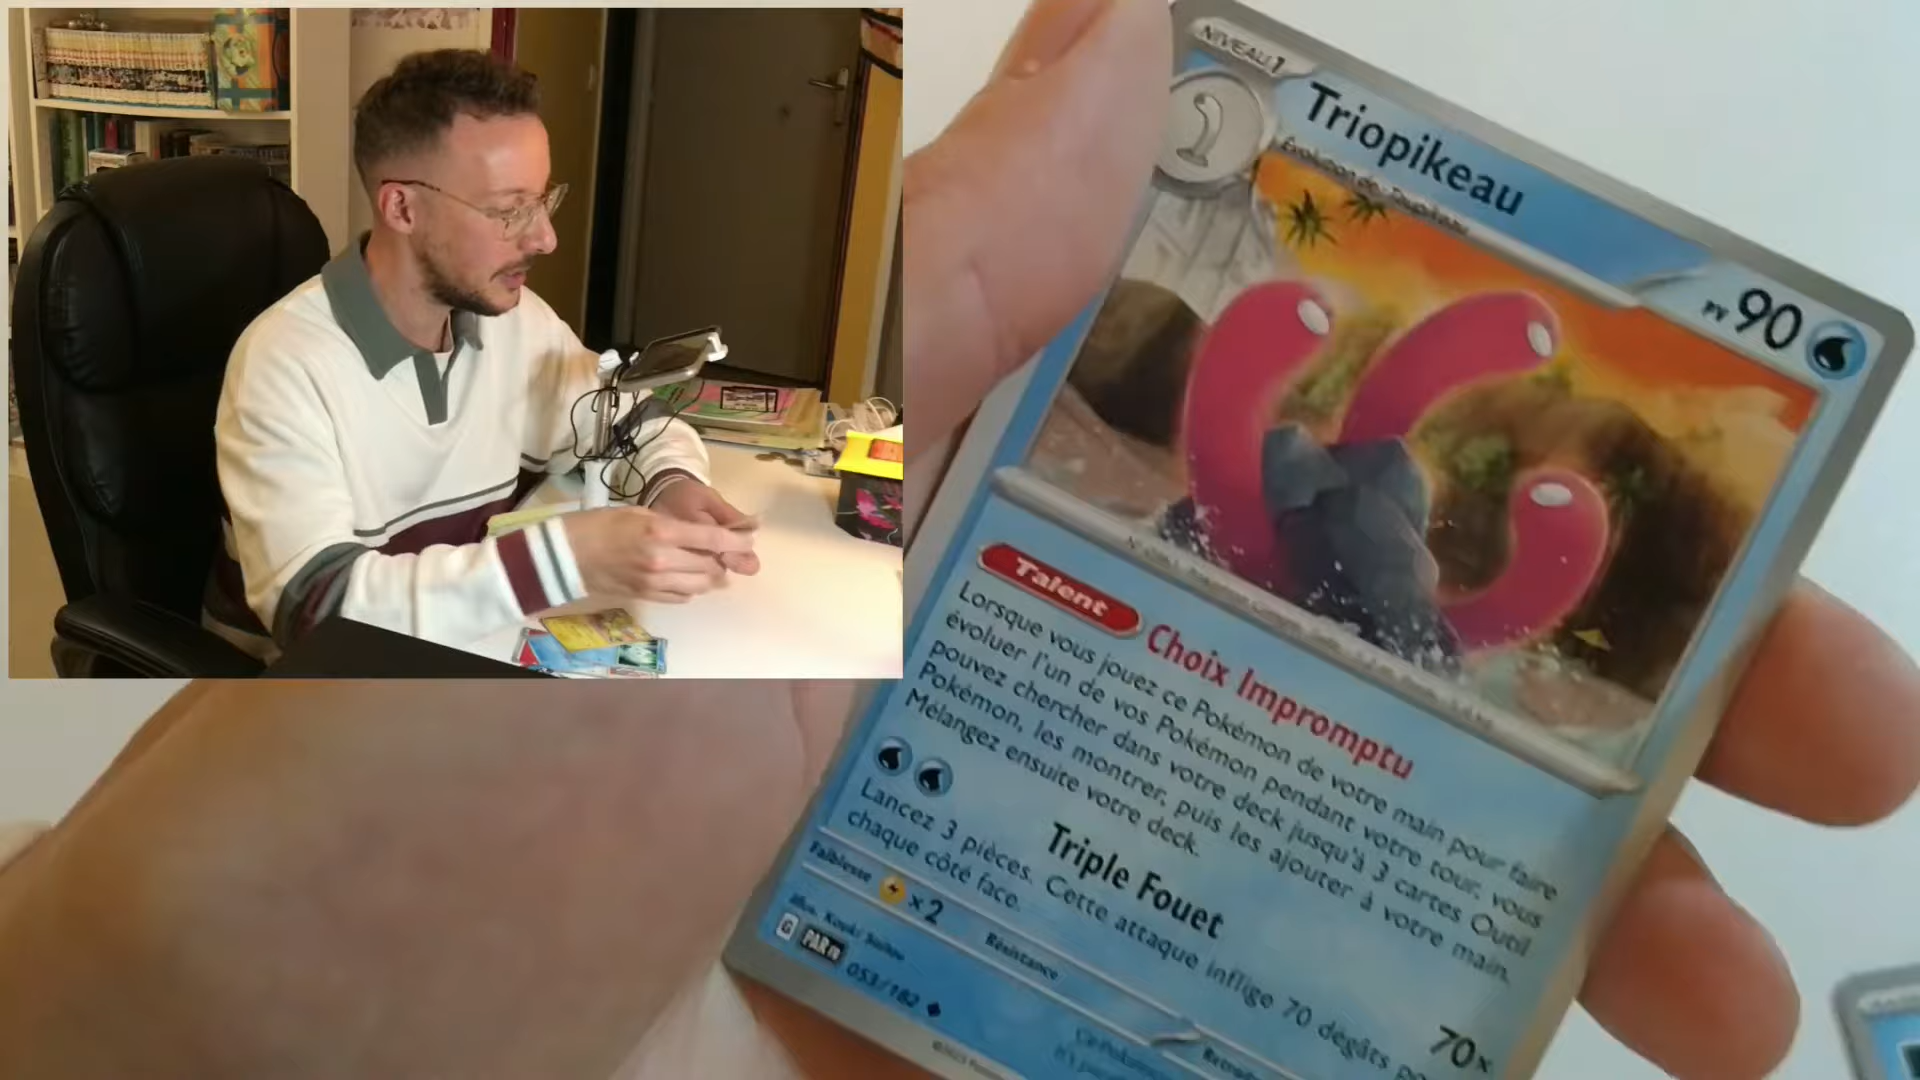 NIVEAU 1
Triopikeau
Évolution de Taupikeau
PV 90
Talent
Choix Impromptu
Lorsque vous jouez ce Pokémon de votre main pour faire
évoluer l'un de vos Pokémon pendant votre tour, vous
pouvez chercher dans votre deck jusqu'à 3 cartes Outil
Pokémon, les montrer, puis les ajouter à votre main.
Mélangez ensuite votre deck.
Triple Fouet
70×
Lancez 3 pièces. Cette attaque inflige 70 dégâts
chaque côté face.
Faiblesse ×2
Résistance
Illus.
G PAR FR 053/182